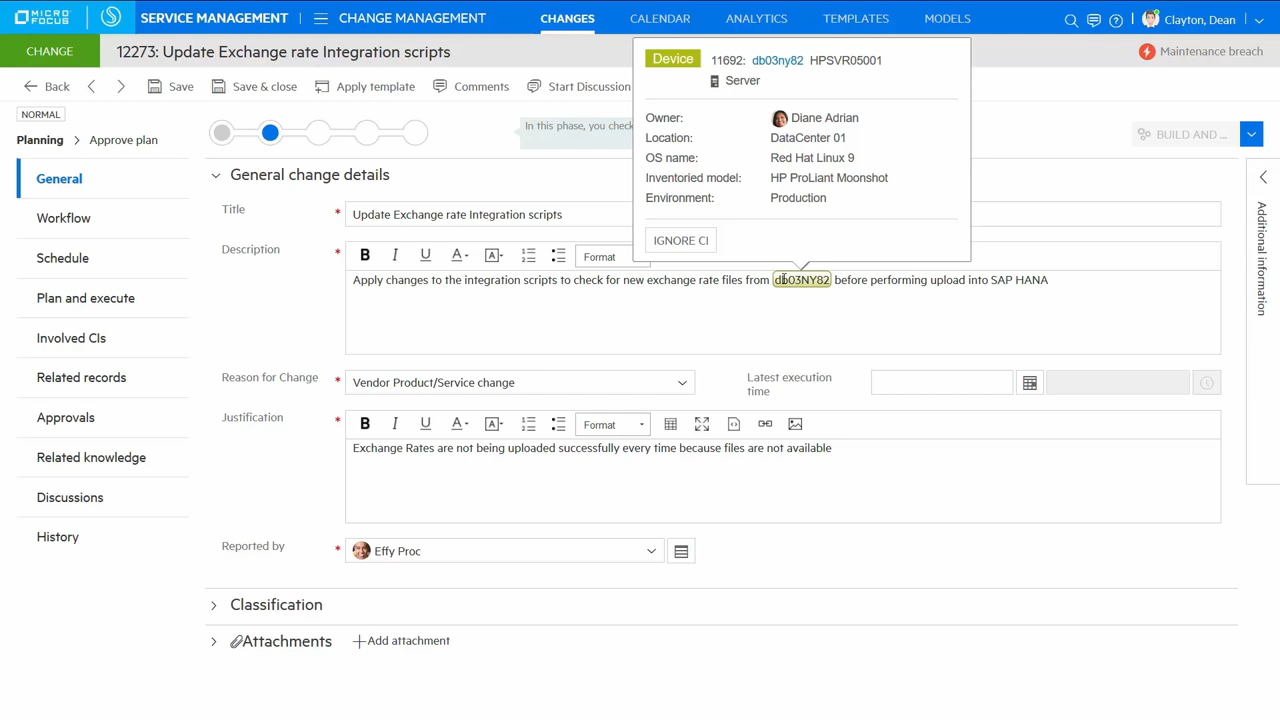 MICRO FOCUS
SERVICE MANAGEMENT
CHANGE MANAGEMENT
CHANGES
CALENDAR
ANALYTICS
TEMPLATES
MODELS
Clayton, Dean
CHANGE
12273: Update Exchange rate Integration scripts
Maintenance breach
Back
Save
Save & close
Apply template
Comments
Start Discussion
Device
11692: db03ny82 HPSVR05001
Server
Owner: Diane Adrian
Location: DataCenter 01
OS name: Red Hat Linux 9
Inventoried model: HP ProLiant Moonshot
Environment: Production
IGNORE CI
NORMAL
Planning > Approve plan
In this phase, you check
BUILD AND ...
General
Workflow
Schedule
Plan and execute
Involved CIs
Related records
Approvals
Related knowledge
Discussions
History
General change details
Title * Update Exchange rate Integration scripts
Description *
B I U A A Format
Apply changes to the integration scripts to check for new exchange rate files from db03NY82 before performing upload into SAP HANA
Reason for Change * Vendor Product/Service change
Latest execution
time
Justification *
B I U A A Format
Exchange Rates are not being uploaded successfully every time because files are not available
Reported by * Effy Proc
Classification
Attachments
Add attachment
Additional information